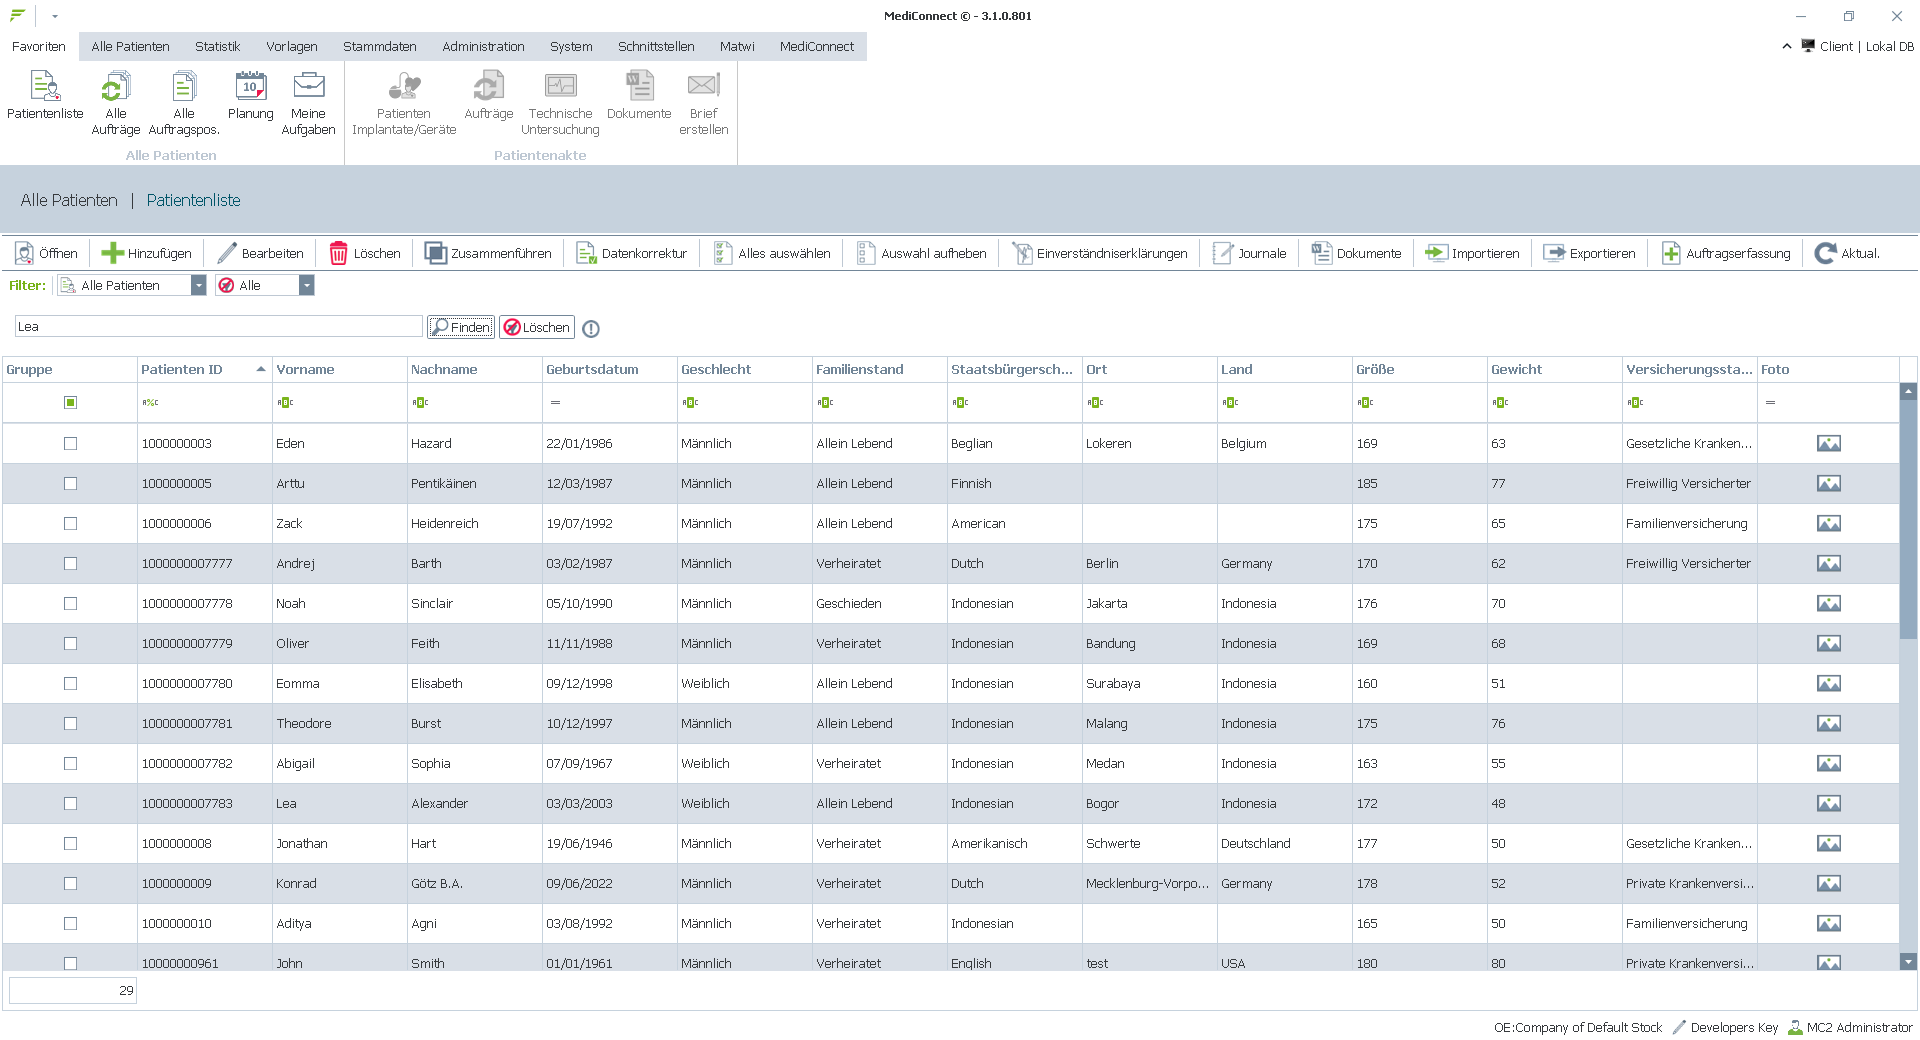 MediConnect © - 3.1.0.801
Favoriten Alle Patienten Statistik Vorlagen Stammdaten Administration System Schnittstellen Matwi MediConnect Client | Lokal DB
10
Patientenliste Alle Aufträge Alle Auftragspos. Planung Meine Aufgaben Patienten Implantate/Geräte Aufträge Technische Untersuchung Dokumente Brief erstellen
Alle Patienten Patientenakte
Alle Patienten | Patientenliste
Öffnen Hinzufügen Bearbeiten Löschen Zusammenführen Datenkorrektur Alles auswählen Auswahl aufheben Einverständniserklärungen Journale Dokumente Importieren Exportieren Auftragserfassung Aktual.
Filter: Alle Patienten Alle
Lea Finden Löschen
Gruppe Patienten ID Vorname Nachname Geburtsdatum Geschlecht Familienstand Staatsbürgersch... Ort Land Größe Gewicht Versicherungssta... Foto
A%C ABC ABC = ABC ABC ABC ABC ABC ABC ABC ABC =
1000000003 Eden Hazard 22/01/1986 Männlich Allein Lebend Beglian Lokeren Belgium 169 63 Gesetzliche Kranken...
1000000005 Arttu Pentikäinen 12/03/1987 Männlich Allein Lebend Finnish 185 77 Freiwillig Versicherter
1000000006 Zack Heidenreich 19/07/1992 Männlich Allein Lebend American 175 65 Familienversicherung
1000000007777 Andrej Barth 03/02/1987 Männlich Verheiratet Dutch Berlin Germany 170 62 Freiwillig Versicherter
1000000007778 Noah Sinclair 05/10/1990 Männlich Geschieden Indonesian Jakarta Indonesia 176 70
1000000007779 Oliver Feith 11/11/1988 Männlich Verheiratet Indonesian Bandung Indonesia 169 68
1000000007780 Eomma Elisabeth 09/12/1998 Weiblich Allein Lebend Indonesian Surabaya Indonesia 160 51
1000000007781 Theodore Burst 10/12/1997 Männlich Allein Lebend Indonesian Malang Indonesia 175 76
1000000007782 Abigail Sophia 07/09/1967 Weiblich Verheiratet Indonesian Medan Indonesia 163 55
1000000007783 Lea Alexander 03/03/2003 Weiblich Allein Lebend Indonesian Bogor Indonesia 172 48
1000000008 Jonathan Hart 19/06/1946 Männlich Verheiratet Amerikanisch Schwerte Deutschland 177 50 Gesetzliche Kranken...
1000000009 Konrad Götz B.A. 09/06/2022 Männlich Verheiratet Dutch Mecklenburg-Vorpo... Germany 178 52 Private Krankenversi...
1000000010 Aditya Agni 03/08/1992 Männlich Verheiratet Indonesian 165 50 Familienversicherung
10000000961 John Smith 01/01/1961 Männlich Verheiratet English test USA 180 80 Private Krankenversi...
29
OE:Company of Default Stock Developers Key MC2 Administrator